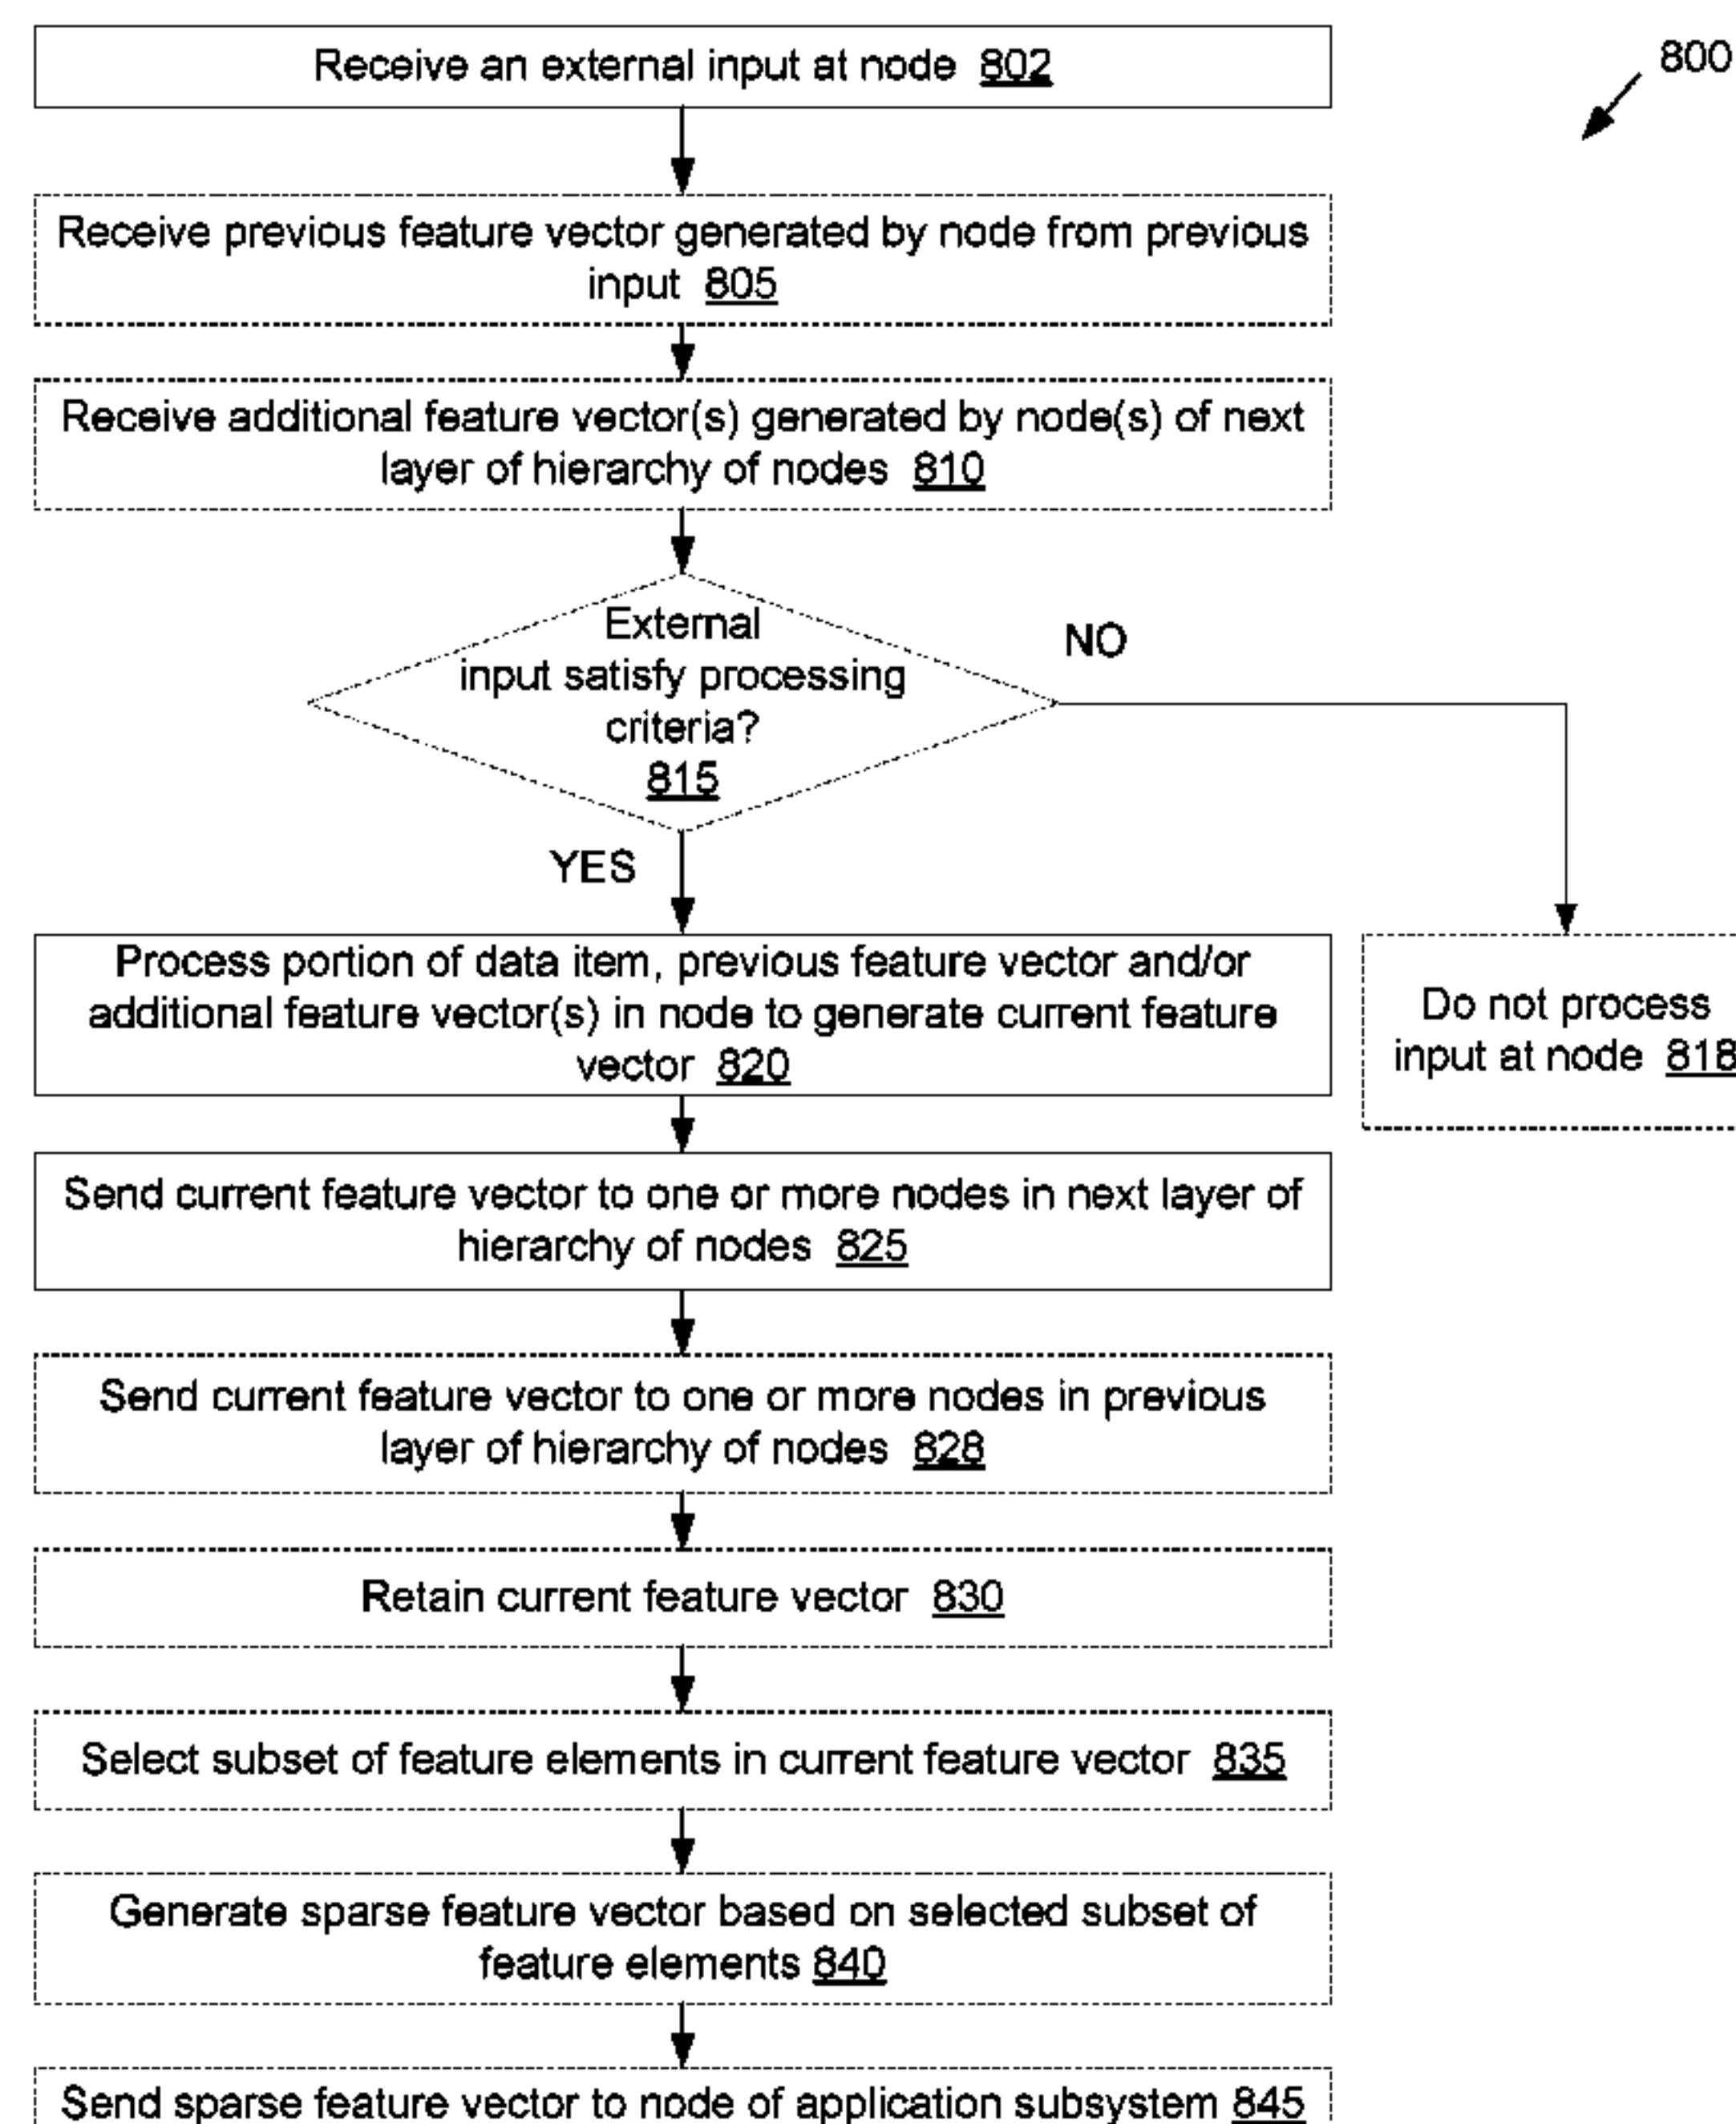 Receive an external input at node 802
800
Receive previous feature vector generated by node from previous
input 805
Receive additional feature vector(s) generated by node(s) of next
layer of hierarchy of nodes 810
External
input satisfy processing
criteria?
815
NO
YES
Process portion of data item, previous feature vector and/or
additional feature vector(s) in node to generate current feature
vector 820
Do not process
input at node 818
Send current feature vector to one or more nodes in next layer of
hierarchy of nodes 825
Send current feature vector to one or more nodes in previous
layer of hierarchy of nodes 828
Retain current feature vector 830
Select subset of feature elements in current feature vector 835
Generate sparse feature vector based on selected subset of
feature elements 840
Send sparse feature vector to node of application subsystem 845